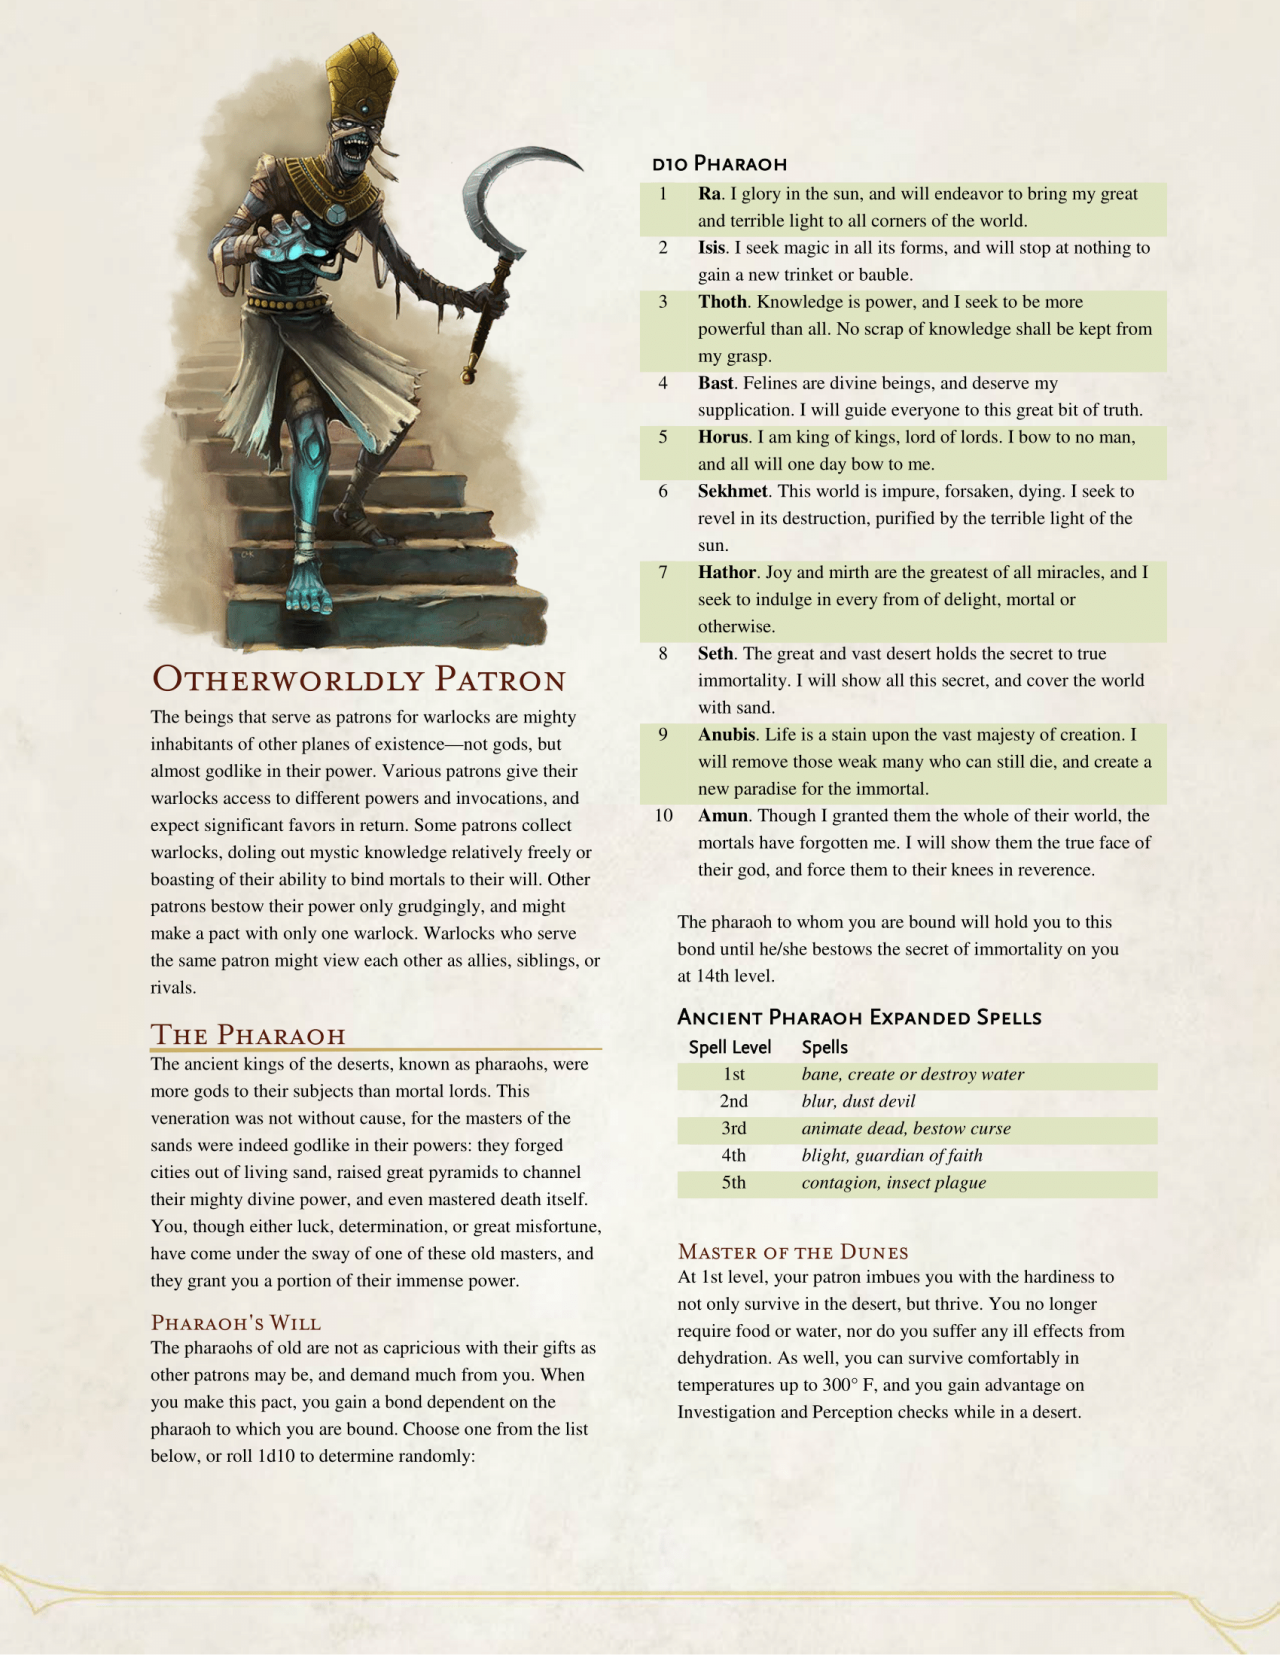 Otherworldly Patron
The beings that serve as patrons for warlocks are mighty
inhabitants of other planes of existence—not gods, but
almost godlike in their power. Various patrons give their
warlocks access to different powers and invocations, and
expect significant favors in return. Some patrons collect
warlocks, doling out mystic knowledge relatively freely or
boasting of their ability to bind mortals to their will. Other
patrons bestow their power only grudgingly, and might
make a pact with only one warlock. Warlocks who serve
the same patron might view each other as allies, siblings, or
rivals.
The Pharaoh
The ancient kings of the deserts, known as pharaohs, were
more gods to their subjects than mortal lords. This
veneration was not without cause, for the masters of the
sands were indeed godlike in their powers: they forged
cities out of living sand, raised great pyramids to channel
their mighty divine power, and even mastered death itself.
You, though either luck, determination, or great misfortune,
have come under the sway of one of these old masters, and
they grant you a portion of their immense power.
Pharaoh's Will
The pharaohs of old are not as capricious with their gifts as
other patrons may be, and demand much from you. When
you make this pact, you gain a bond dependent on the
pharaoh to which you are bound. Choose one from the list
below, or roll 1d10 to determine randomly:
d10 Pharaoh
1 Ra. I glory in the sun, and will endeavor to bring my great
and terrible light to all corners of the world.
2 Isis. I seek magic in all its forms, and will stop at nothing to
gain a new trinket or bauble.
3 Thoth. Knowledge is power, and I seek to be more
powerful than all. No scrap of knowledge shall be kept from
my grasp.
4 Bast. Felines are divine beings, and deserve my
supplication. I will guide everyone to this great bit of truth.
5 Horus. I am king of kings, lord of lords. I bow to no man,
and all will one day bow to me.
6 Sekhmet. This world is impure, forsaken, dying. I seek to
revel in its destruction, purified by the terrible light of the
sun.
7 Hathor. Joy and mirth are the greatest of all miracles, and I
seek to indulge in every from of delight, mortal or
otherwise.
8 Seth. The great and vast desert holds the secret to true
immortality. I will show all this secret, and cover the world
with sand.
9 Anubis. Life is a stain upon the vast majesty of creation. I
will remove those weak many who can still die, and create a
new paradise for the immortal.
10 Amun. Though I granted them the whole of their world, the
mortals have forgotten me. I will show them the true face of
their god, and force them to their knees in reverence.
The pharaoh to whom you are bound will hold you to this
bond until he/she bestows the secret of immortality on you
at 14th level.
Ancient Pharaoh Expanded Spells
Spell Level Spells
1st bane, create or destroy water
2nd blur, dust devil
3rd animate dead, bestow curse
4th blight, guardian of faith
5th contagion, insect plague
Master of the Dunes
At 1st level, your patron imbues you with the hardiness to
not only survive in the desert, but thrive. You no longer
require food or water, nor do you suffer any ill effects from
dehydration. As well, you can survive comfortably in
temperatures up to 300° F, and you gain advantage on
Investigation and Perception checks while in a desert.